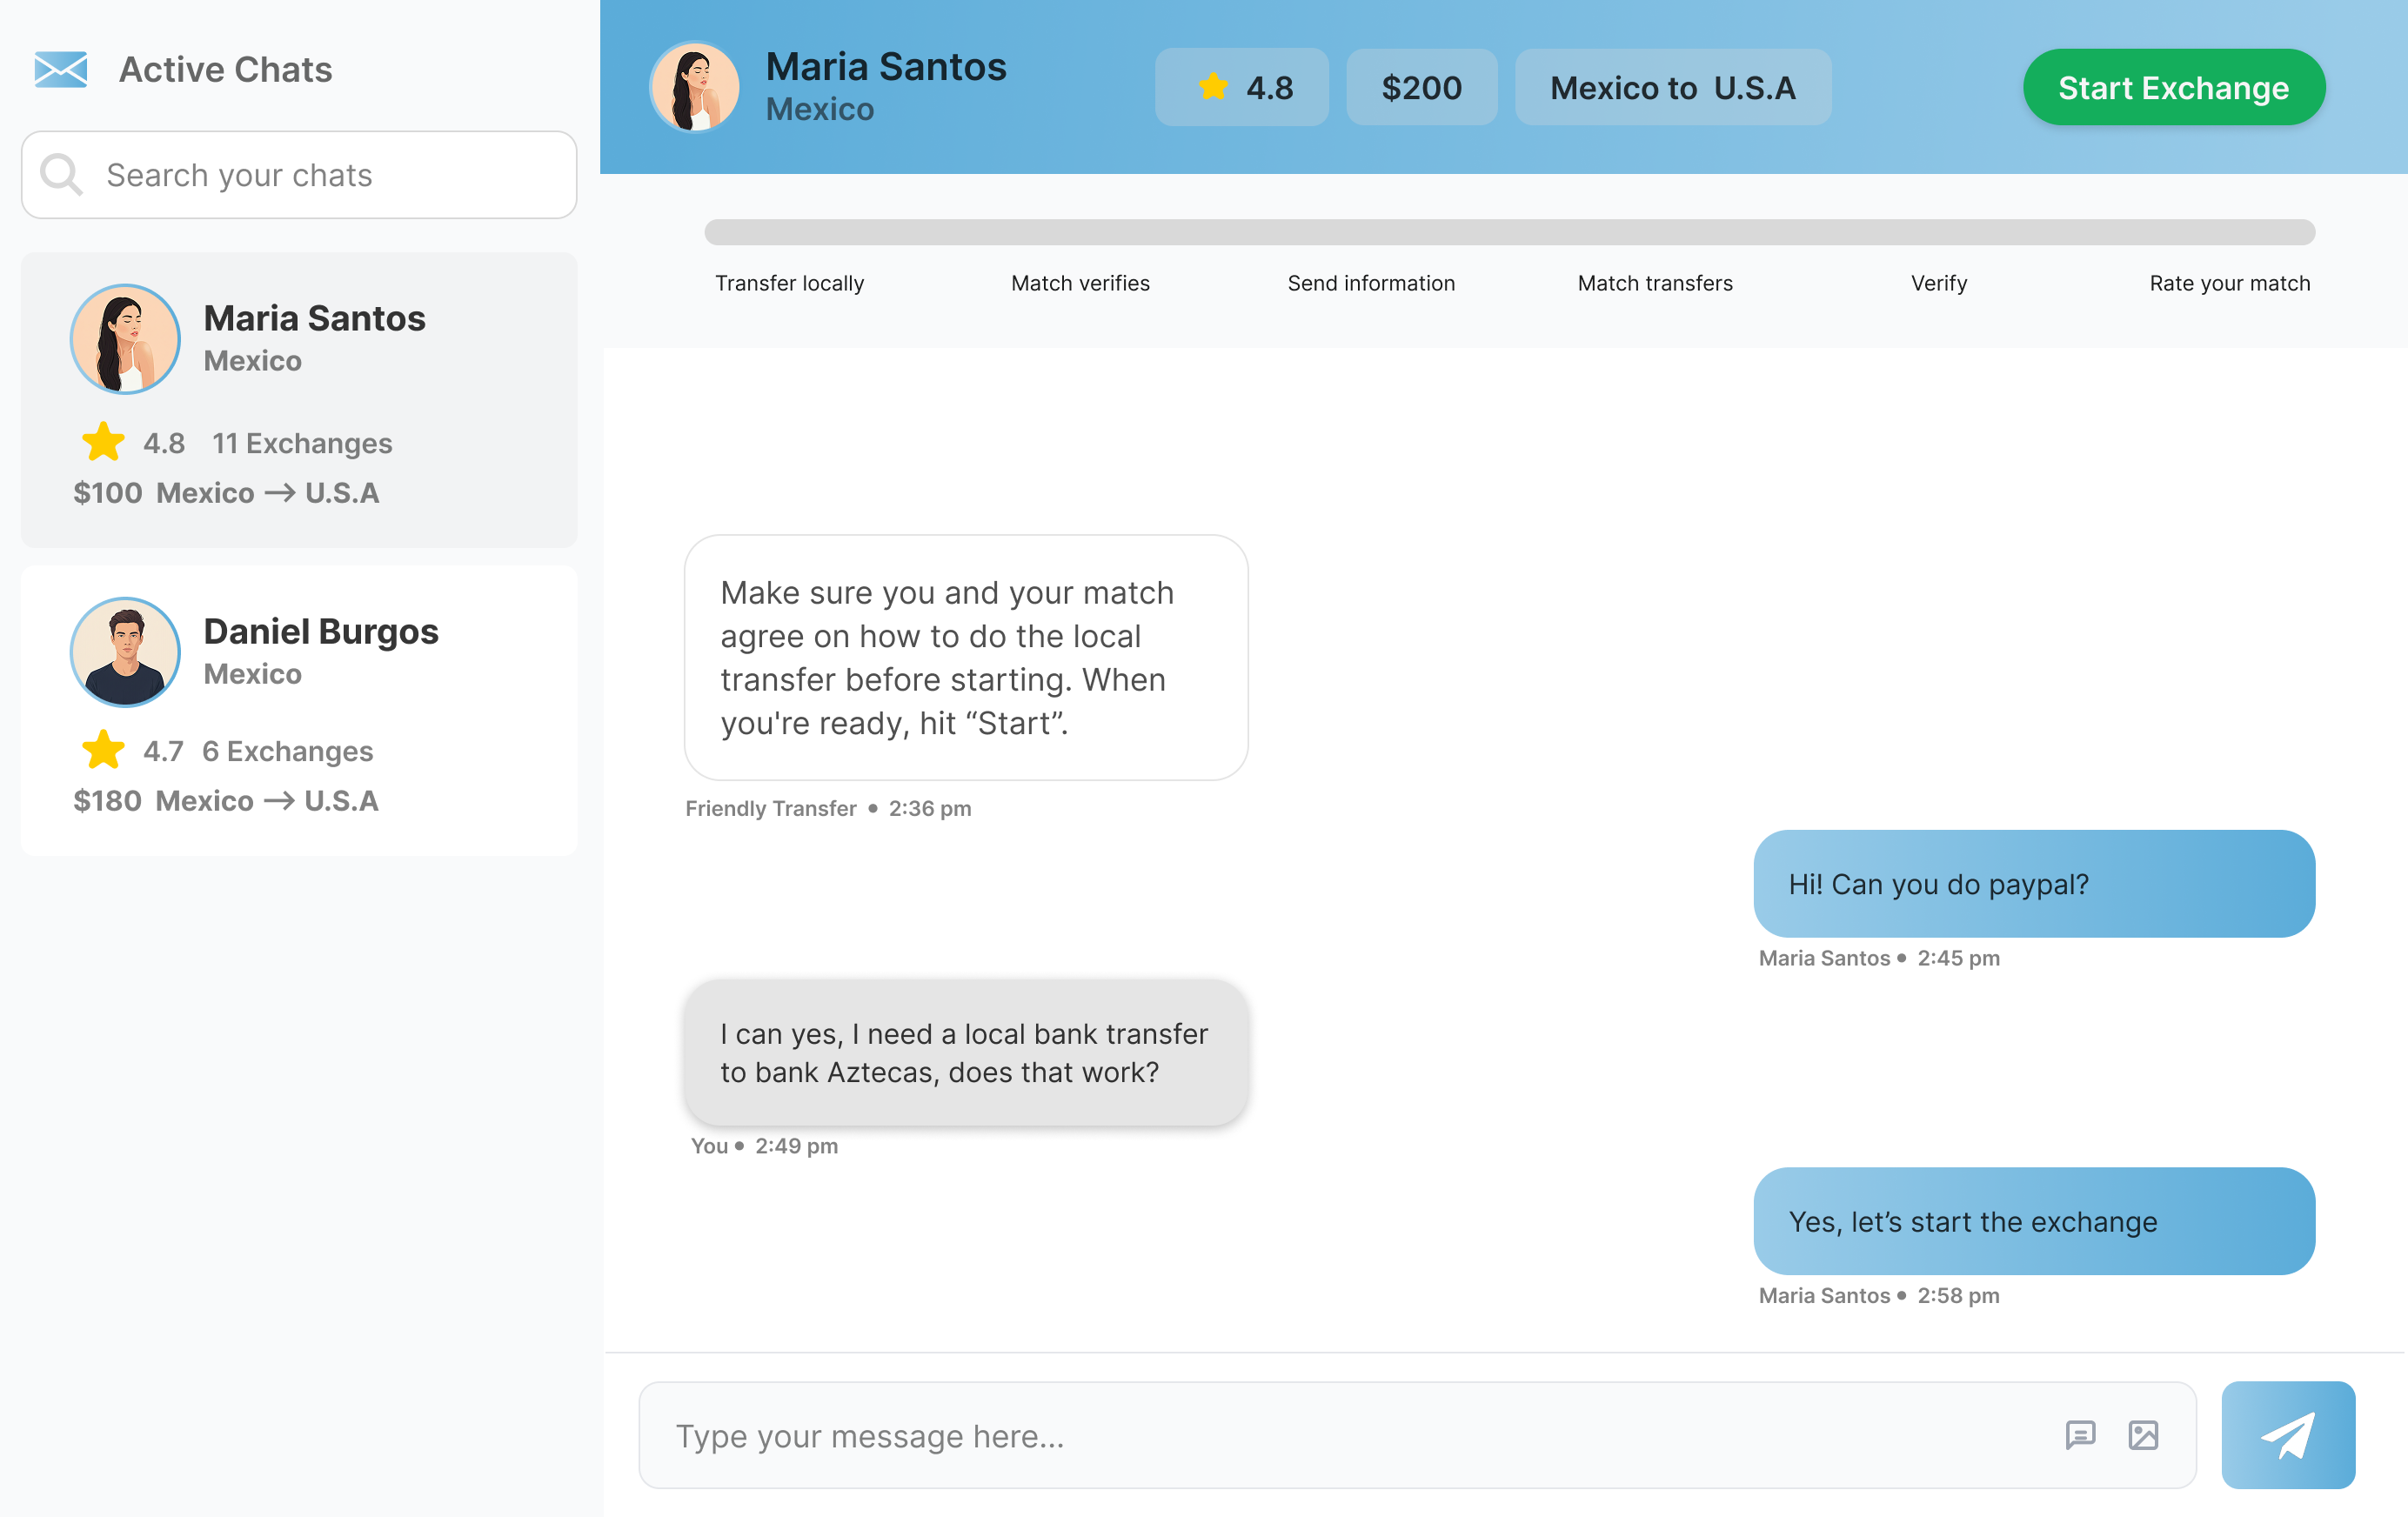 Active Chats
Search your chats
Maria Santos
Mexico
4.8 11 Exchanges
$100 Mexico → U.S.A
Daniel Burgos
Mexico
4.7 6 Exchanges
$180 Mexico → U.S.A
Maria Santos
Mexico
4.8
$200
Mexico to U.S.A
Start Exchange
Transfer locally
Match verifies
Send information
Match transfers
Verify
Rate your match
Make sure you and your match
agree on how to do the local
transfer before starting. When
you're ready, hit “Start”.
Friendly Transfer • 2:36 pm
Hi! Can you do paypal?
Maria Santos • 2:45 pm
I can yes, I need a local bank transfer
to bank Aztecas, does that work?
You • 2:49 pm
Yes, let’s start the exchange
Maria Santos • 2:58 pm
Type your message here...